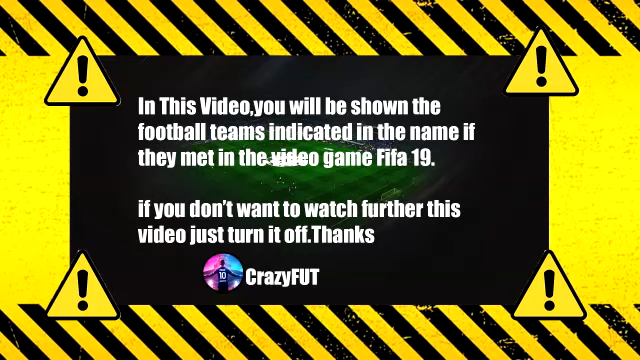 In This Video,you will be shown the
football teams indicated in the name if
they met in the video game Fifa 19.
if you don't want to watch further this
video just turn it off.Thanks
10
CrazyFUT